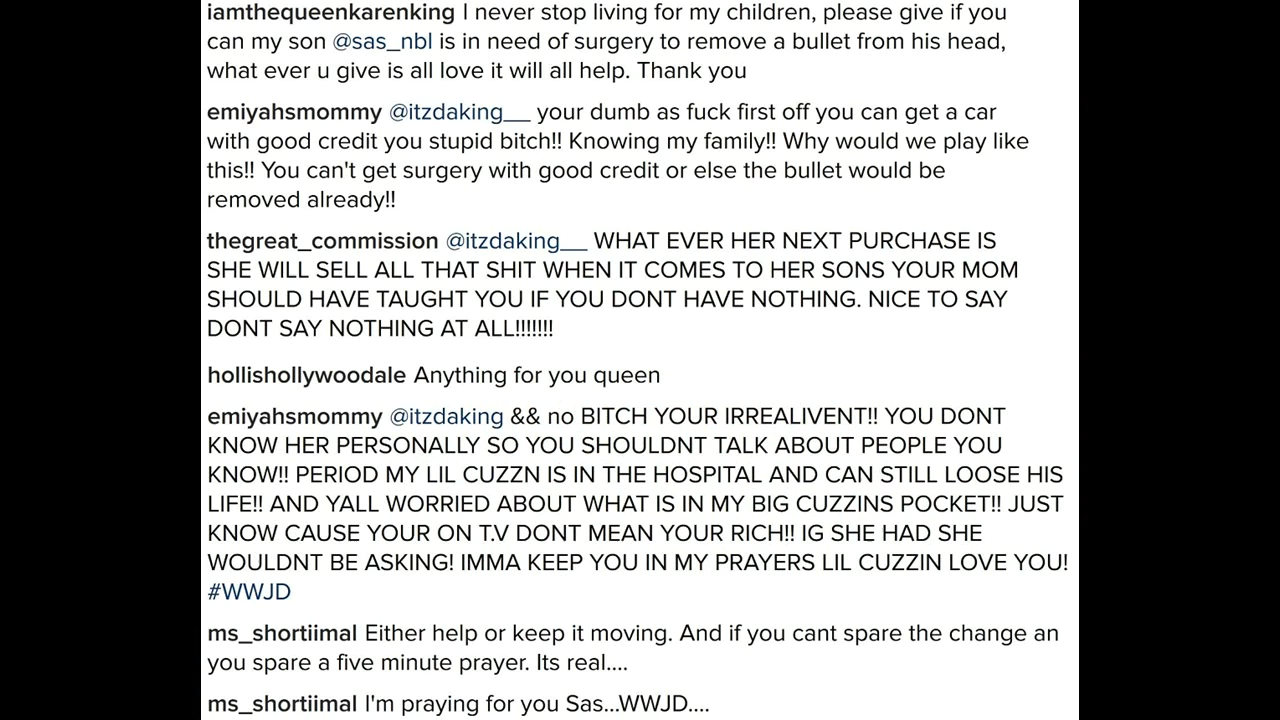 iamthequeenkarenking I never stop living for my children, please give if you
can my son @sas_nbl is in need of surgery to remove a bullet from his head,
what ever u give is all love it will all help. Thank you
emiyahsmommy @itzdaking__ your dumb as fuck first off you can get a car
with good credit you stupid bitch!! Knowing my family!! Why would we play like
this!! You can't get surgery with good credit or else the bullet would be
removed already!!
thegreat_commission @itzdaking__ WHAT EVER HER NEXT PURCHASE IS
SHE WILL SELL ALL THAT SHIT WHEN IT COMES TO HER SONS YOUR MOM
SHOULD HAVE TAUGHT YOU IF YOU DONT HAVE NOTHING. NICE TO SAY
DONT SAY NOTHING AT ALL!!!!!!!
hollishollywoodale Anything for you queen
emiyahsmommy @itzdaking && no BITCH YOUR IRREALIVENT!! YOU DONT
KNOW HER PERSONALLY SO YOU SHOULDNT TALK ABOUT PEOPLE YOU
KNOW!! PERIOD MY LIL CUZZN IS IN THE HOSPITAL AND CAN STILL LOOSE HIS
LIFE!! AND YALL WORRIED ABOUT WHAT IS IN MY BIG CUZZINS POCKET!! JUST
KNOW CAUSE YOUR ON T.V DONT MEAN YOUR RICH!! IG SHE HAD SHE
WOULDNT BE ASKING! IMMA KEEP YOU IN MY PRAYERS LIL CUZZIN LOVE YOU!
#WWJD
ms_shortiimal Either help or keep it moving. And if you cant spare the change an
you spare a five minute prayer. Its real....
ms_shortiimal I'm praying for you Sas...WWJD....